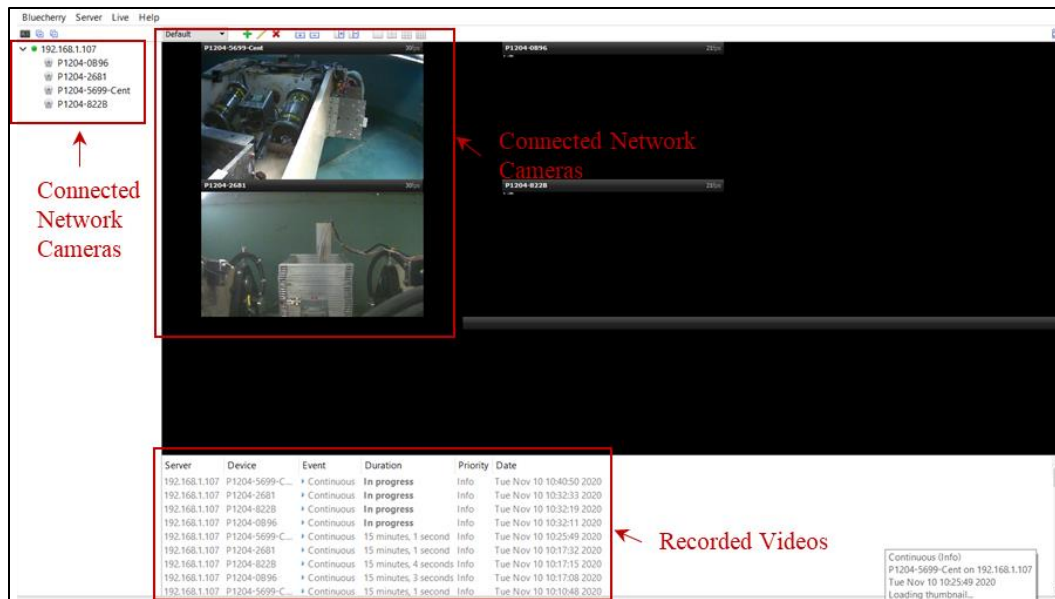 Bluecherry Server Live Help
Default
192.168.1.107
P1204-0B96
P1204-2681
P1204-5699-Cent
P1204-822B
P1204-5699-Cent
P1204-0B96
P1204-2681
P1204-822B
Connected
Network
Cameras
Connected Network
Cameras
Server Device Event Duration Priority Date
192.168.1.107 P1204-5699-C... Continuous In progress Info Tue Nov 10 10:40:50 2020
192.168.1.107 P1204-2681 Continuous In progress Info Tue Nov 10 10:32:33 2020
192.168.1.107 P1204-822B Continuous In progress Info Tue Nov 10 10:32:19 2020
192.168.1.107 P1204-0B96 Continuous In progress Info Tue Nov 10 10:32:11 2020
192.168.1.107 P1204-5699-C... Continuous 15 minutes, 1 second Info Tue Nov 10 10:25:49 2020
192.168.1.107 P1204-2681 Continuous 15 minutes, 1 second Info Tue Nov 10 10:17:32 2020
192.168.1.107 P1204-822B Continuous 15 minutes, 4 seconds Info Tue Nov 10 10:17:15 2020
192.168.1.107 P1204-0B96 Continuous 15 minutes, 3 seconds Info Tue Nov 10 10:17:08 2020
192.168.1.107 P1204-5699-C... Continuous 15 minutes, 1 second Info Tue Nov 10 10:10:48 2020
Recorded Videos
Continuous (Info)
P1204-5699-Cent on 192.168.1.107
Tue Nov 10 10:25:49 2020
Loading thumbnail...